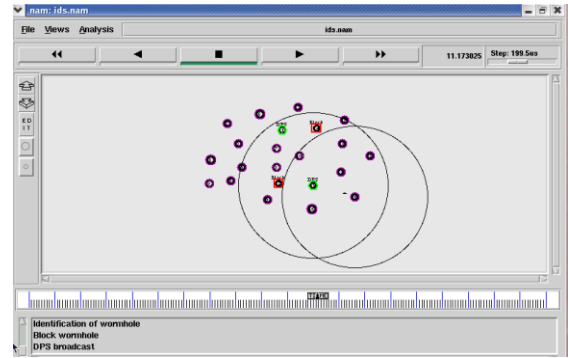 nam: ids.nam
File Views Analysis ids.nam
11.173025 Step: 199.5us
ED
IT
Identification of wormhole
Block wormhole
DPS broadcast